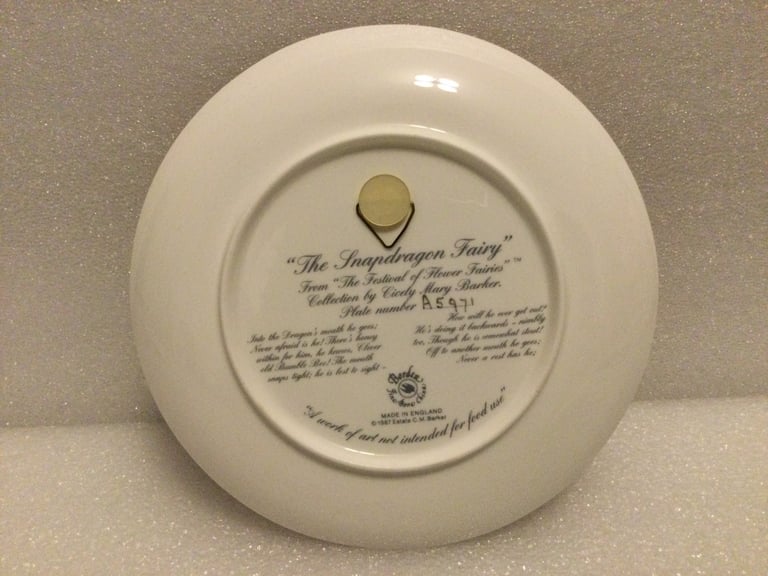 "The Snapdragon Fairy"
From "The Festival of Flower Fairies" ™
Collection by Cicely Mary Barker.
Plate number A5971
Into the Dragon's mouth he goes;
Never afraid is he! There's honey
within for him, he knows, Clever
old Bumble Bee! The mouth
snaps tight; he is lost to sight -
How will he ever get out?
He's doing it backwards - nimbly
too, Though he is somewhat stout!
Off to another mouth he goes;
Never a rest has he;
MADE IN ENGLAND
©1987 Estate C.M. Barker
"A work of art not intended for food use"